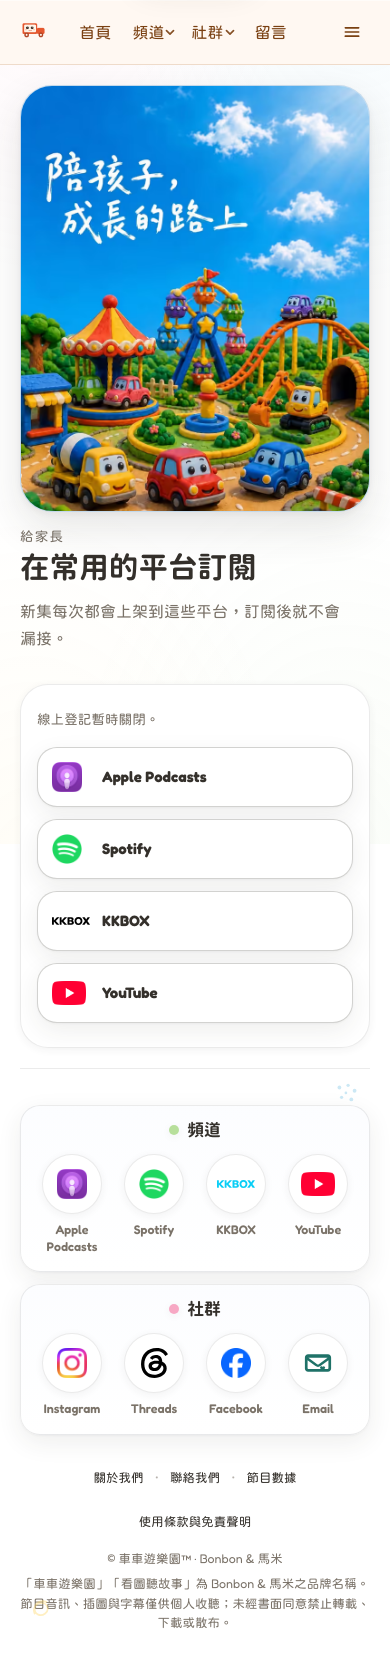 首頁 頻道 社群 留言
陪孩子，
成長的路上
給家長
在常用的平台訂閱
新集每次都會上架到這些平台，訂閱後就不會
漏接。
線上登記暫時關閉。
Apple Podcasts
Spotify
KKBOX KKBOX
YouTube
頻道
KKBOX
Apple Podcasts Spotify KKBOX YouTube
社群
Instagram Threads Facebook Email
關於我們 · 聯絡我們 · 節目數據
使用條款與免責聲明
© 車車遊樂園™ · Bonbon & 馬米
「車車遊樂園」「看圖聽故事」為 Bonbon & 馬米之品牌名稱。
節目音訊、插圖與字幕僅供個人收聽；未經書面同意禁止轉載、
下載或散布。